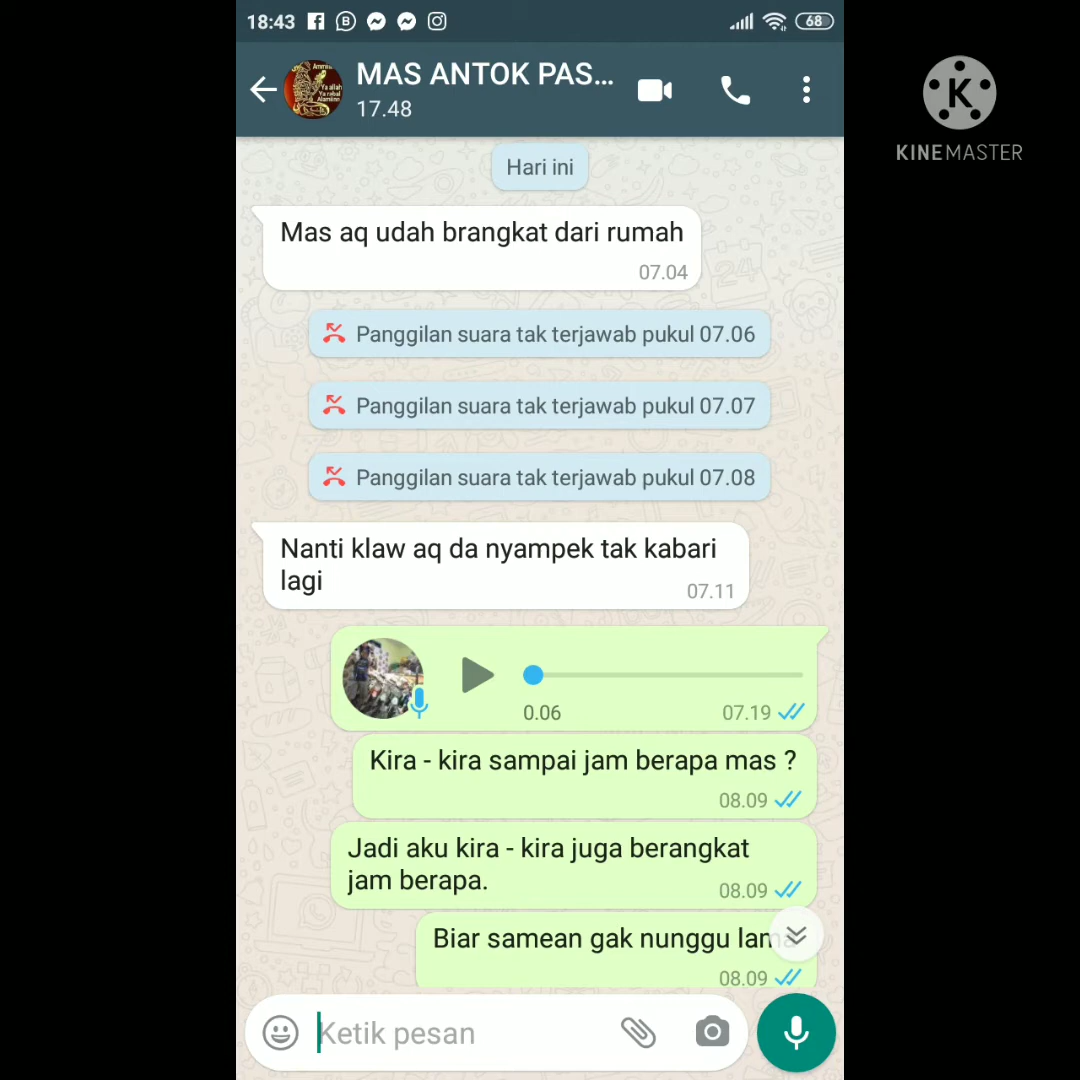 18:43
68
MAS ANTOK PAS...
17.48
KINEMASTER
Hari ini
Mas aq udah brangkat dari rumah
07.04
Panggilan suara tak terjawab pukul 07.06
Panggilan suara tak terjawab pukul 07.07
Panggilan suara tak terjawab pukul 07.08
Nanti klaw aq da nyampek tak kabari
lagi
07.11
0.06
07.19
Kira - kira sampai jam berapa mas ?
08.09
Jadi aku kira - kira juga berangkat
jam berapa.
08.09
Biar samean gak nunggu lama
08.09
Ketik pesan